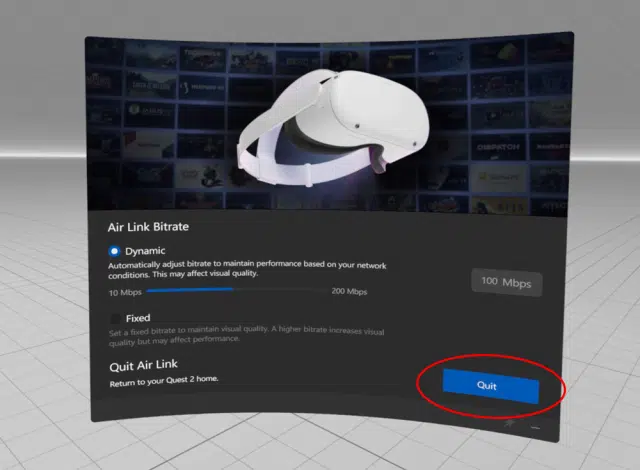 DISPATCH
Air Link Bitrate
Dynamic
Automatically adjust bitrate to maintain performance based on your network
conditions. This may affect visual quality.
10 Mbps
200 Mbps
100 Mbps
Fixed
Set a fixed bitrate to maintain visual quality. A higher bitrate increases visual
quality but may affect performance.
Quit Air Link
Return to your Quest 2 home.
Quit